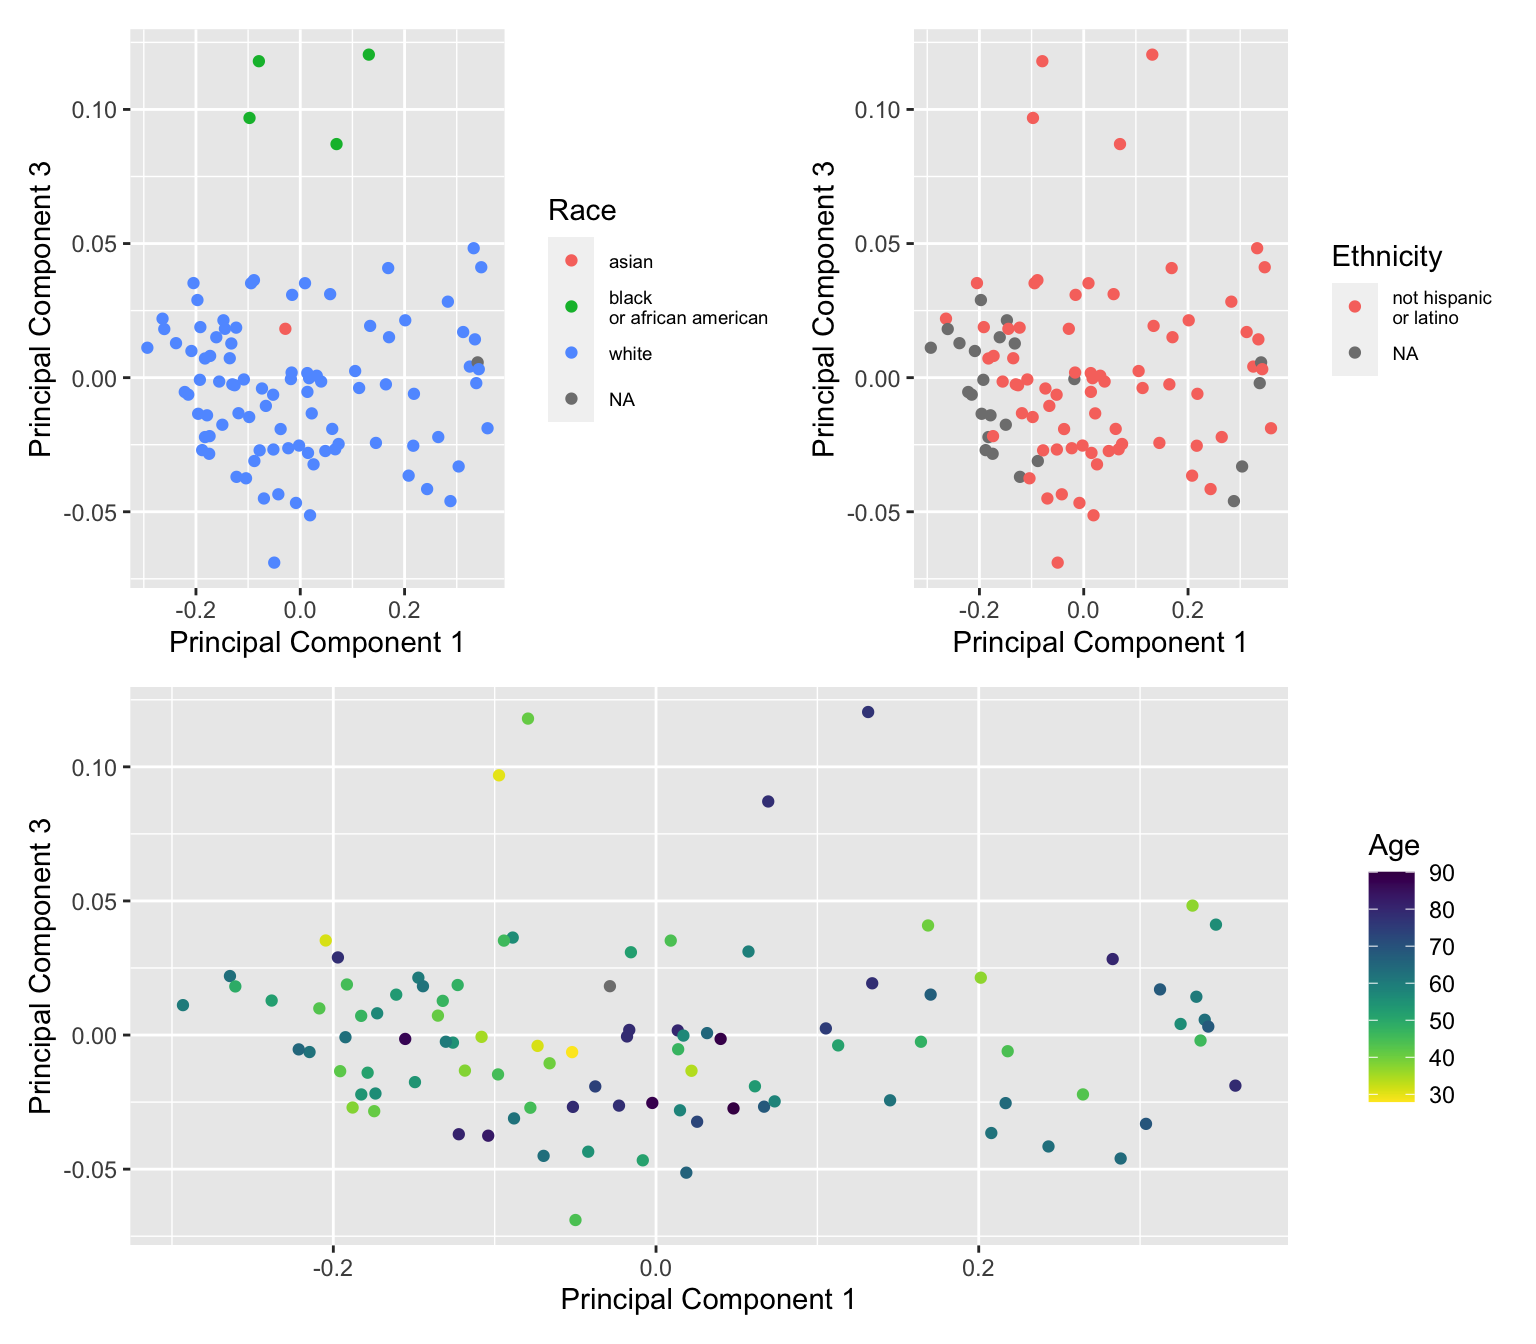 0.10
0.05
0.00
-0.05
-0.2
0.0
0.2
Principal Component 1
Principal Component 3
Race
asian
black
or african american
white
NA
0.10
0.05
0.00
-0.05
-0.2
0.0
0.2
Principal Component 1
Principal Component 3
Ethnicity
not hispanic
or latino
NA
0.10
0.05
0.00
-0.05
-0.2
0.0
0.2
Principal Component 1
Principal Component 3
Age
90
80
70
60
50
40
30